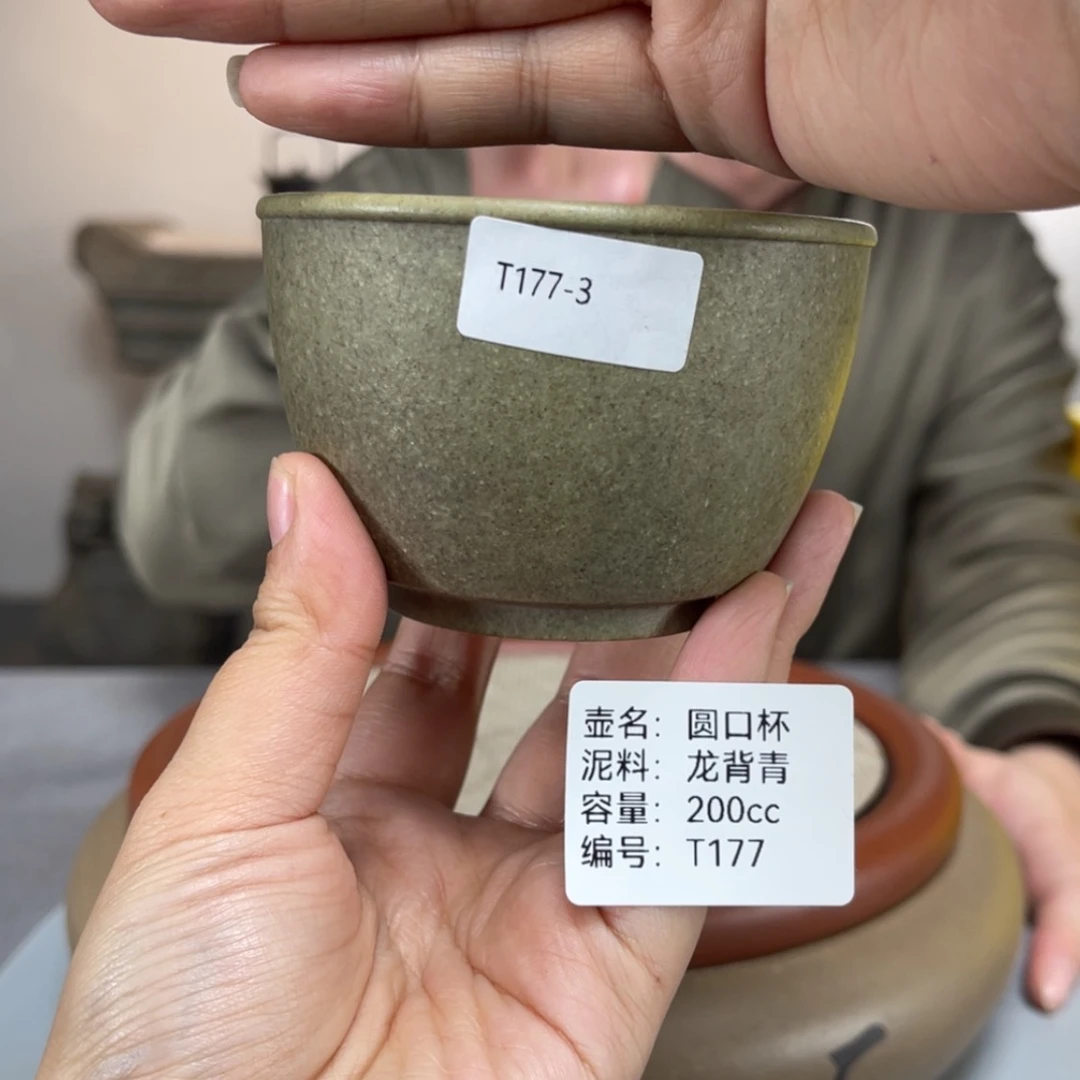 T177-3
壶名：圆口杯
泥料：龙背青
容量：200cc
编号：T177